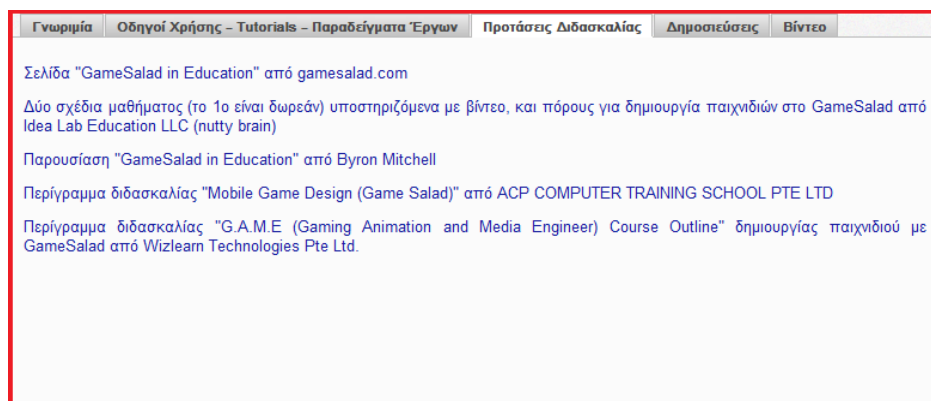 Γνωριμία Οδηγοί Χρήσης – Tutorials – Παραδείγματα Έργων Προτάσεις Διδασκαλίας Δημοσιεύσεις Βίντεο
Σελίδα "GameSalad in Education" από gamesalad.com
Δύο σχέδια μαθήματος (το 1ο είναι δωρεάν) υποστηριζόμενα με βίντεο, και πόρους για δημιουργία παιχνιδιών στο GameSalad από
Idea Lab Education LLC (nutty brain)
Παρουσίαση "GameSalad in Education" από Byron Mitchell
Περίγραμμα διδασκαλίας "Mobile Game Design (Game Salad)" από ACP COMPUTER TRAINING SCHOOL PTE LTD
Περίγραμμα διδασκαλίας "G.A.M.E (Gaming Animation and Media Engineer) Course Outline" δημιουργίας παιχνιδιού με
GameSalad από Wizlearn Technologies Pte Ltd.